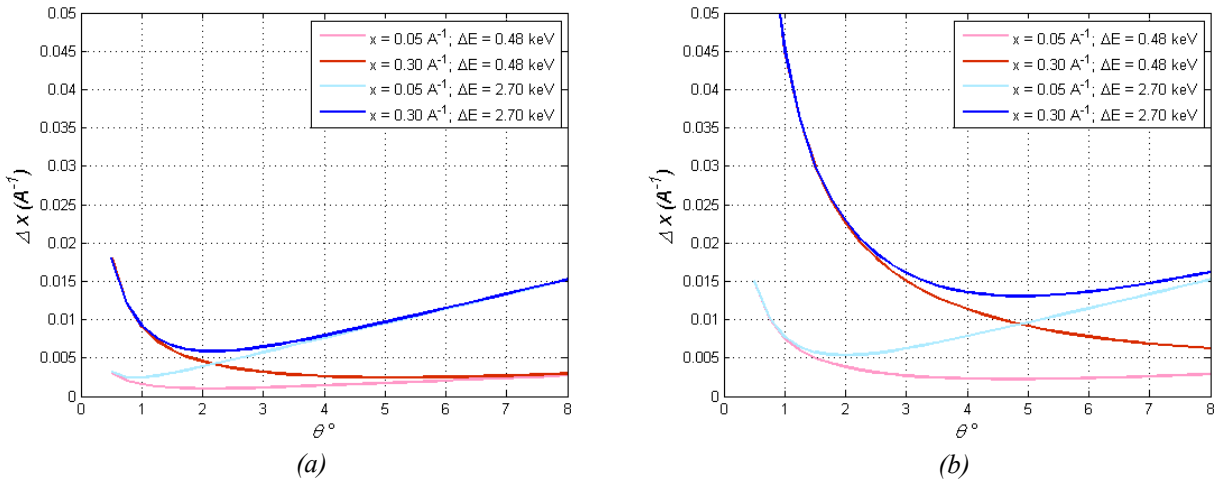 0.05
0.045
0.04
0.035
0.03
0.025
0.02
0.015
0.01
0.005
0
Δ x (A⁻¹)
x = 0.05 A⁻¹; ΔE = 0.48 keV
x = 0.30 A⁻¹; ΔE = 0.48 keV
x = 0.05 A⁻¹; ΔE = 2.70 keV
x = 0.30 A⁻¹; ΔE = 2.70 keV
0 1 2 3 4 5 6 7 8
θ °
(a)
0.05
0.045
0.04
0.035
0.03
0.025
0.02
0.015
0.01
0.005
0
Δ x (A⁻¹)
x = 0.05 A⁻¹; ΔE = 0.48 keV
x = 0.30 A⁻¹; ΔE = 0.48 keV
x = 0.05 A⁻¹; ΔE = 2.70 keV
x = 0.30 A⁻¹; ΔE = 2.70 keV
0 1 2 3 4 5 6 7 8
θ °
(b)